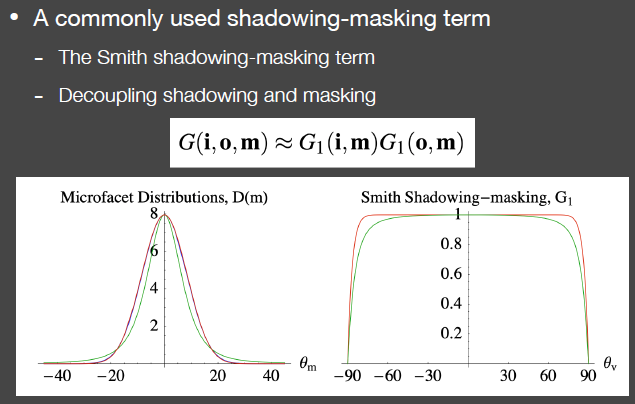 • A commonly used shadowing-masking term
- The Smith shadowing-masking term
- Decoupling shadowing and masking
G(i, o, m) ≈ G₁(i, m)G₁(o, m)
Microfacet Distributions, D(m)
8
6
4
2
−40 −20 20 40 θₘ
Smith Shadowing−masking, G₁
1
0.8
0.6
0.4
0.2
−90 −60 −30 30 60 90 θᵥ